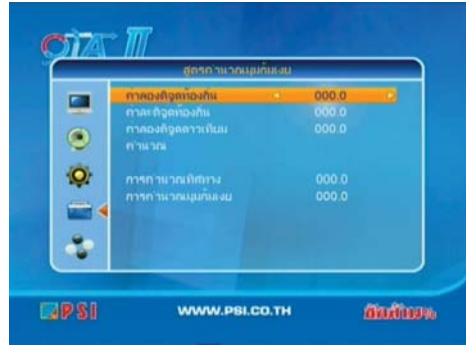 OTA II
สูตรคำนวณมุมก้มเงย
ค่าลองติจูดท้องถิ่น 000.0
ค่าละติจูดท้องถิ่น 000.0
ค่าลองติจูดดาวเทียม 000.0
คำนวณ
การคำนวณทิศทาง 000.0
การคำนวณมุมก้มเงย 000.0
PSI
WWW.PSI.CO.TH